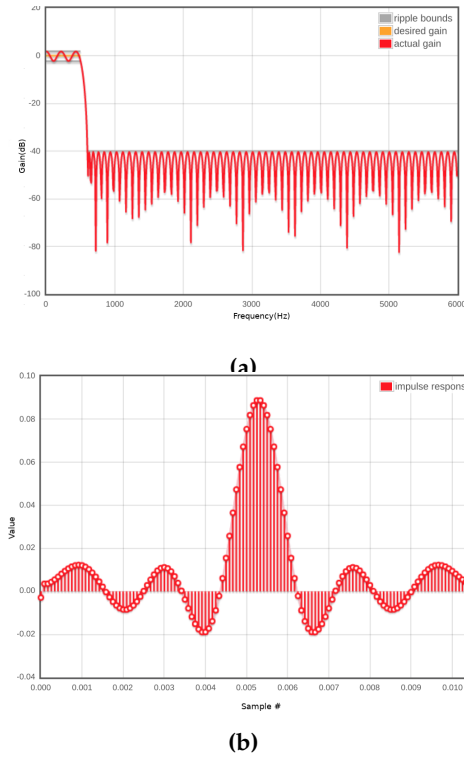 20
ripple bounds
desired gain
actual gain
0
-20
-40
-60
-80
-100
Gain(dB)
0 1000 2000 3000 4000 5000 6000
Frequency(Hz)
(a)
0.10
impulse respons
0.08
0.06
0.04
0.02
0.00
-0.02
-0.04
Value
0.000 0.001 0.002 0.003 0.004 0.005 0.006 0.007 0.008 0.009 0.010
Sample #
(b)